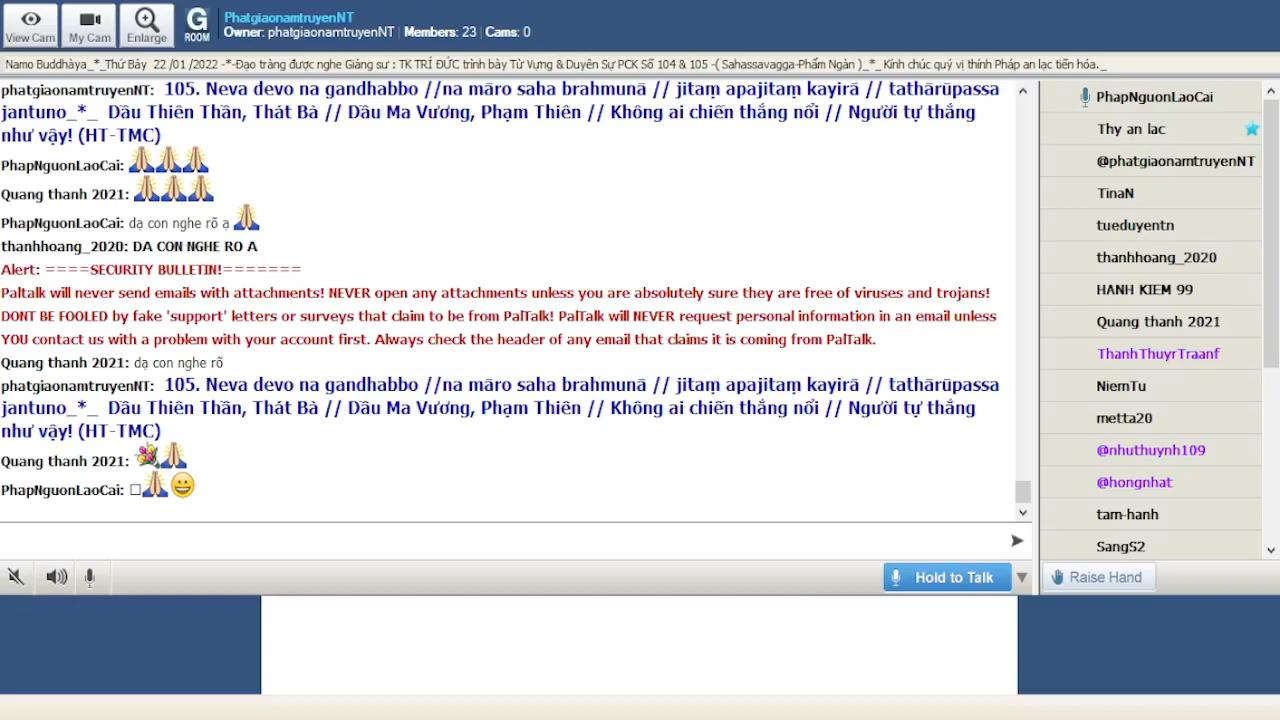 View Cam
My Cam
Enlarge
G
ROOM
PhatgiaonamtruyenNT
Owner: phatgiaonamtruyenNT | Members: 23 | Cams: 0
Namo Buddhàya_*_Thứ Bảy 22 /01 /2022 -*-Đạo tràng được nghe Giảng sư : TK TRÍ ĐỨC trình bày Từ Vựng & Duyên Sự PCK Số 104 & 105 -( Sahassavagga-Phẩm Ngàn )_*_ Kính chúc quý vị thính Pháp an lạc tiến hóa._
phatgiaonamtruyenNT: 105. Neva devo na gandhabbo //na māro saha brahmunā // jitaṃ apajitaṃ kayirā // tathārūpassa
jantuno_*_ Dầu Thiên Thần, Thát Bà // Dầu Ma Vương, Phạm Thiên // Không ai chiến thắng nổi // Người tự thắng
như vậy! (HT-TMC)
PhapNguonLaoCai:
Quang thanh 2021:
PhapNguonLaoCai: dạ con nghe rõ ạ
thanhhoang_2020: DA CON NGHE RO A
Alert: ====SECURITY BULLETIN!=======
Paltalk will never send emails with attachments! NEVER open any attachments unless you are absolutely sure they are free of viruses and trojans!
DONT BE FOOLED by fake 'support' letters or surveys that claim to be from PalTalk! PalTalk will NEVER request personal information in an email unless
YOU contact us with a problem with your account first. Always check the header of any email that claims it is coming from PalTalk.
Quang thanh 2021: dạ con nghe rõ
phatgiaonamtruyenNT: 105. Neva devo na gandhabbo //na māro saha brahmunā // jitaṃ apajitaṃ kayirā // tathārūpassa
jantuno_*_ Dầu Thiên Thần, Thát Bà // Dầu Ma Vương, Phạm Thiên // Không ai chiến thắng nổi // Người tự thắng
như vậy! (HT-TMC)
Quang thanh 2021:
PhapNguonLaoCai:
Hold to Talk
PhapNguonLaoCai
Thy an lac
@phatgiaonamtruyenNT
TinaN
tueduyentn
thanhhoang_2020
HANH KIEM 99
Quang thanh 2021
ThanhThuyrTraanf
NiemTu
metta20
@nhuthuynh109
@hongnhat
tam-hanh
SangS2
Raise Hand